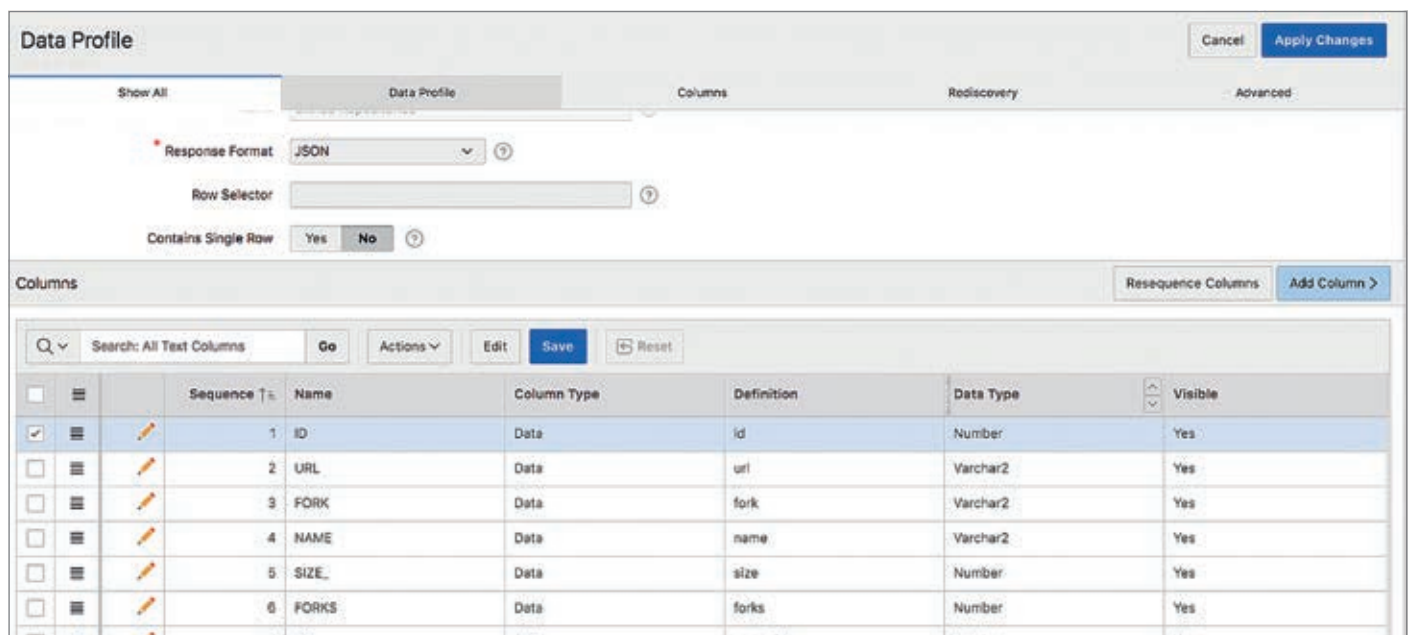 Data Profile
Cancel
Apply Changes
Show All
Data Profile
Columns
Rediscovery
Advanced
* Response Format
JSON
?
Row Selector
?
Contains Single Row
Yes
No
?
Columns
Resequence Columns
Add Column >
Search: All Text Columns
Go
Actions
Edit
Save
Reset
Sequence Name Column Type Definition Data Type Visible
1 ID Data id Number Yes
2 URL Data url Varchar2 Yes
3 FORK Data fork Varchar2 Yes
4 NAME Data name Varchar2 Yes
5 SIZE_ Data size Number Yes
6 FORKS Data forks Number Yes